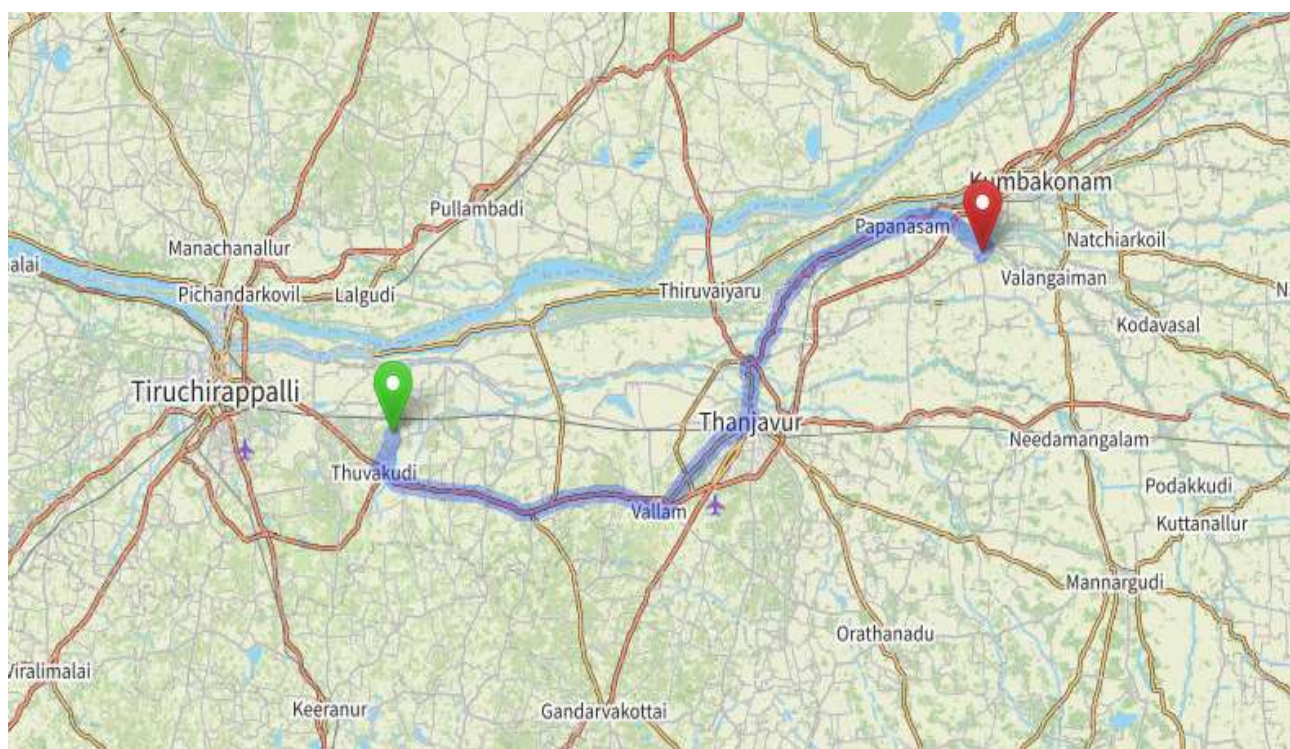 Kumbakonam
Pullambadi
Papanasam
Manachanallur
Natchiarkoil
alai
Valangaiman
Pichandarkovil
Lalgudi
Thiruvaiyaru
Kodavasal
Tiruchirappalli
Thanjavur
Needamangalam
Thuvakudi
Podakkudi
Vallam
Kuttanallur
Mannargudi
Orathanadu
Viralimalai
Keeranur
Gandarvakottai